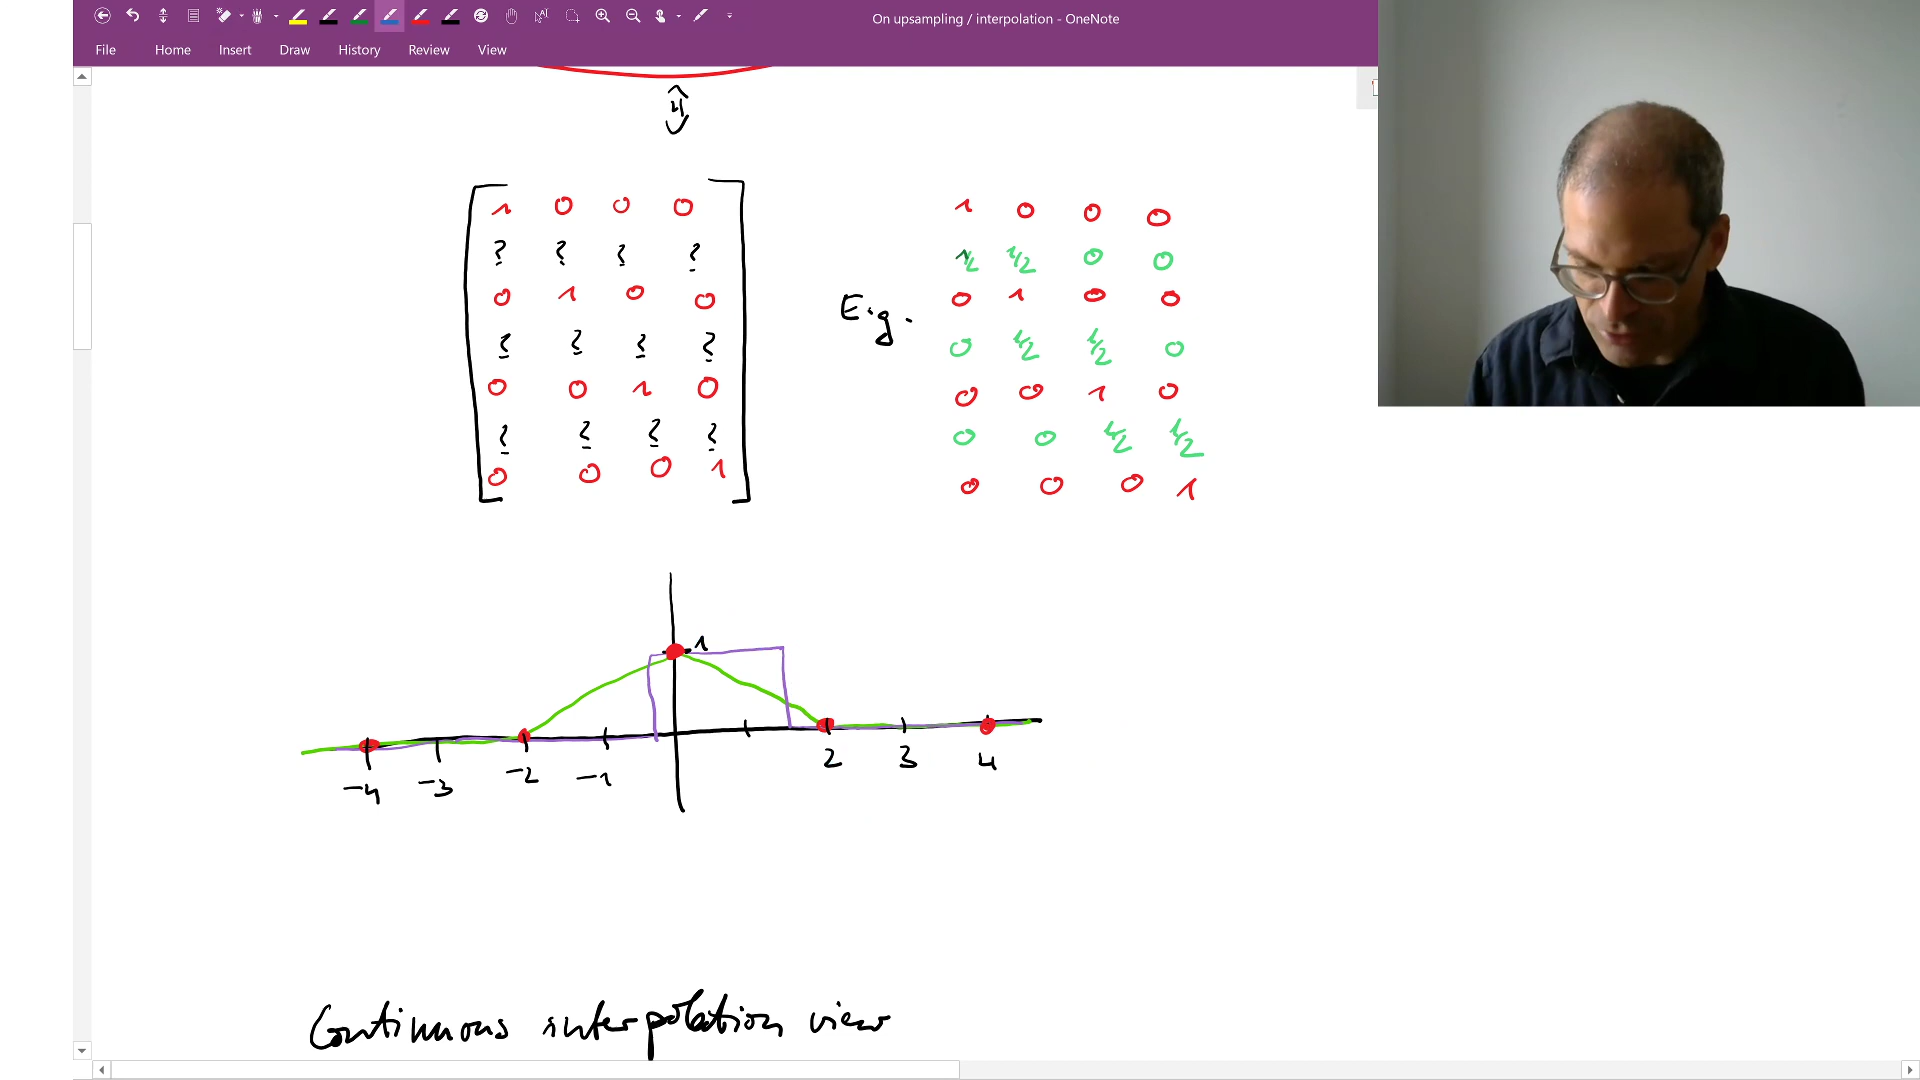 On upsampling / interpolation - OneNote
File Home Insert Draw History Review View
4
1 0 0 0
? ? ? ?
0 1 0 0
? ? ? ?
0 0 1 0
? ? ? ?
0 0 0 1
E.g.
1 0 0 0
1/2 1/2 0 0
0 1 0 0
0 1/2 1/2 0
0 0 1 0
0 0 1/2 1/2
0 0 0 1
1
-4 -3 -2 -1 2 3 4
Continuous interpolation view